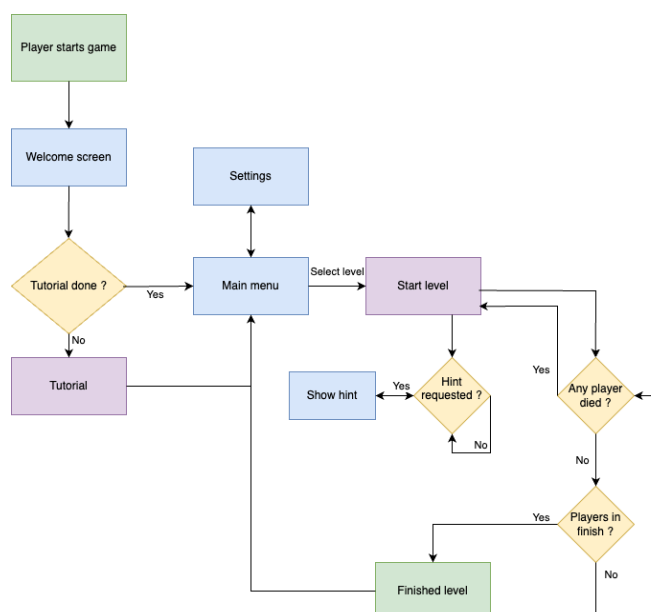 Player starts game
Welcome screen
Settings
Tutorial done ?
Yes
Main menu
Select level
Start level
No
Tutorial
Show hint
Yes
Hint
requested ?
No
Yes
Any player
died ?
No
Players in
finish ?
Yes
No
Finished level